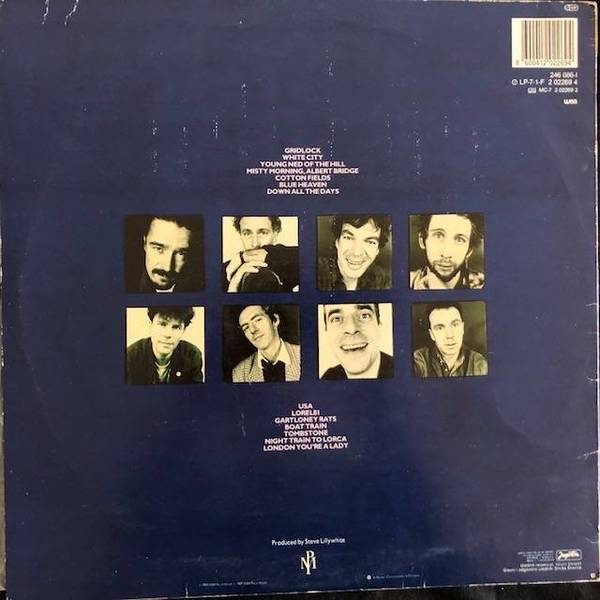 246 086-1
LP-7-1-F 2 02269 4
MC-7 2 02269 3
wea
GRIDLOCK
WHITE CITY
YOUNG NED OF THE HILL
MISTY MORNING, ALBERT BRIDGE
COTTON FIELDS
BLUE HEAVEN
DOWN ALL THE DAYS
USA
LORELEI
GARTLONEY RATS
BOAT TRAIN
TOMBSTONE
NIGHT TRAIN TO LORCA
LONDON YOU'RE A LADY
Produced by Steve Lillywhite